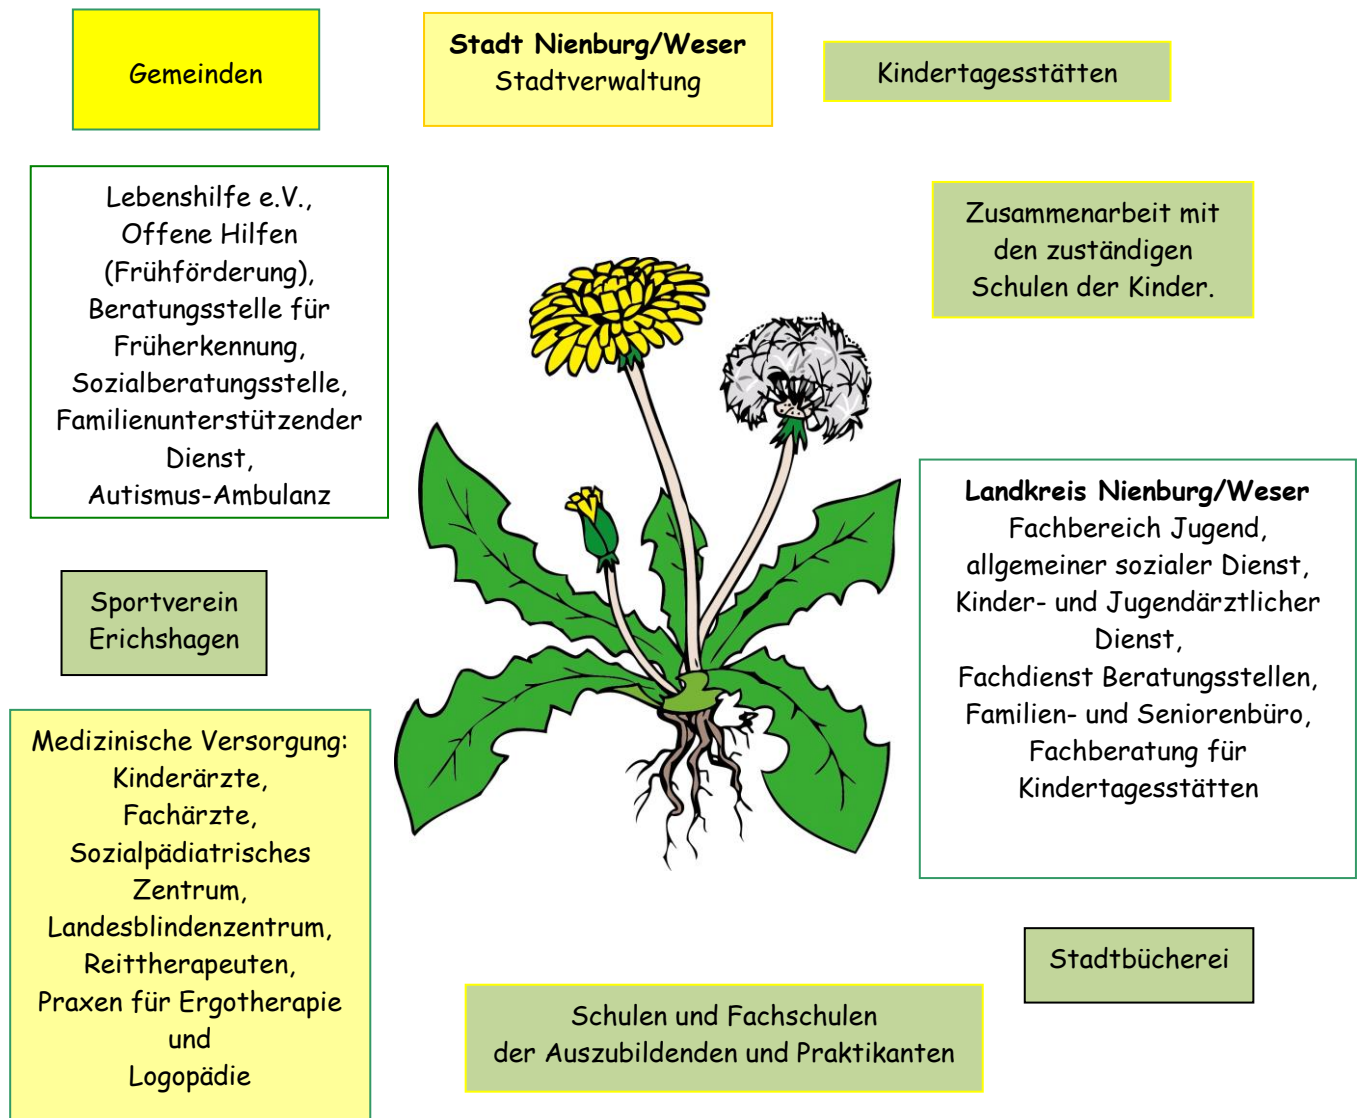 Gemeinden
Stadt Nienburg/Weser
Stadtverwaltung
Kindertagesstätten
Lebenshilfe e.V.,
Offene Hilfen
(Frühförderung),
Beratungsstelle für
Früherkennung,
Sozialberatungsstelle,
Familienunterstützender
Dienst,
Autismus-Ambulanz
Zusammenarbeit mit
den zuständigen
Schulen der Kinder.
Landkreis Nienburg/Weser
Fachbereich Jugend,
allgemeiner sozialer Dienst,
Kinder- und Jugendärztlicher
Dienst,
Fachdienst Beratungsstellen,
Familien- und Seniorenbüro,
Fachberatung für
Kindertagesstätten
Sportverein
Erichshagen
Medizinische Versorgung:
Kinderärzte,
Fachärzte,
Sozialpädiatrisches
Zentrum,
Landesblindenzentrum,
Reittherapeuten,
Praxen für Ergotherapie
und
Logopädie
Stadtbücherei
Schulen und Fachschulen
der Auszubildenden und Praktikanten